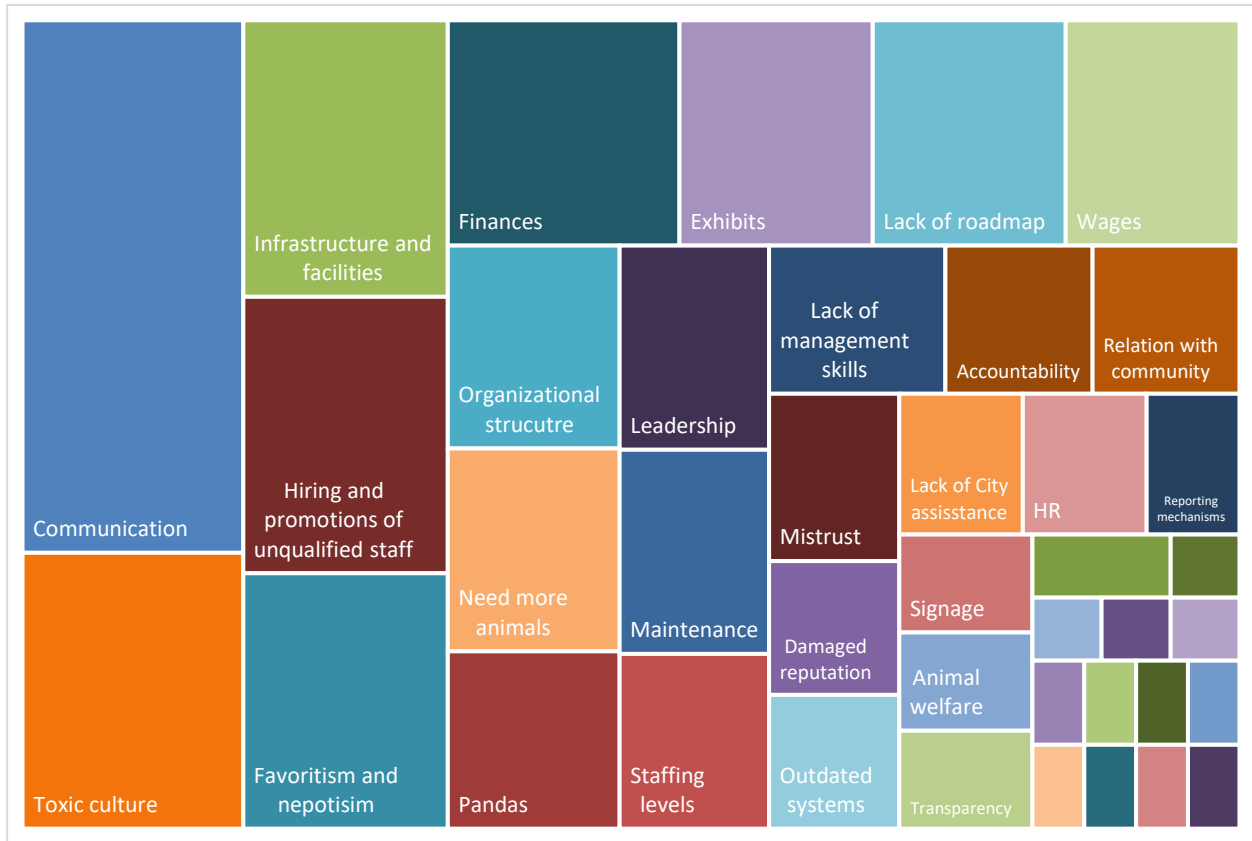 Communication
Toxic culture
Infrastructure and
facilities
Hiring and
promotions of
unqualified staff
Favoritism and
nepotisim
Finances
Exhibits
Lack of roadmap
Wages
Organizational
strucutre
Need more
animals
Pandas
Leadership
Maintenance
Staffing
levels
Lack of
management
skills
Accountability
Relation with
community
Mistrust
Damaged
reputation
Outdated
systems
Lack of City
assisstance
HR
Reporting
mechanisms
Signage
Animal
welfare
Transparency